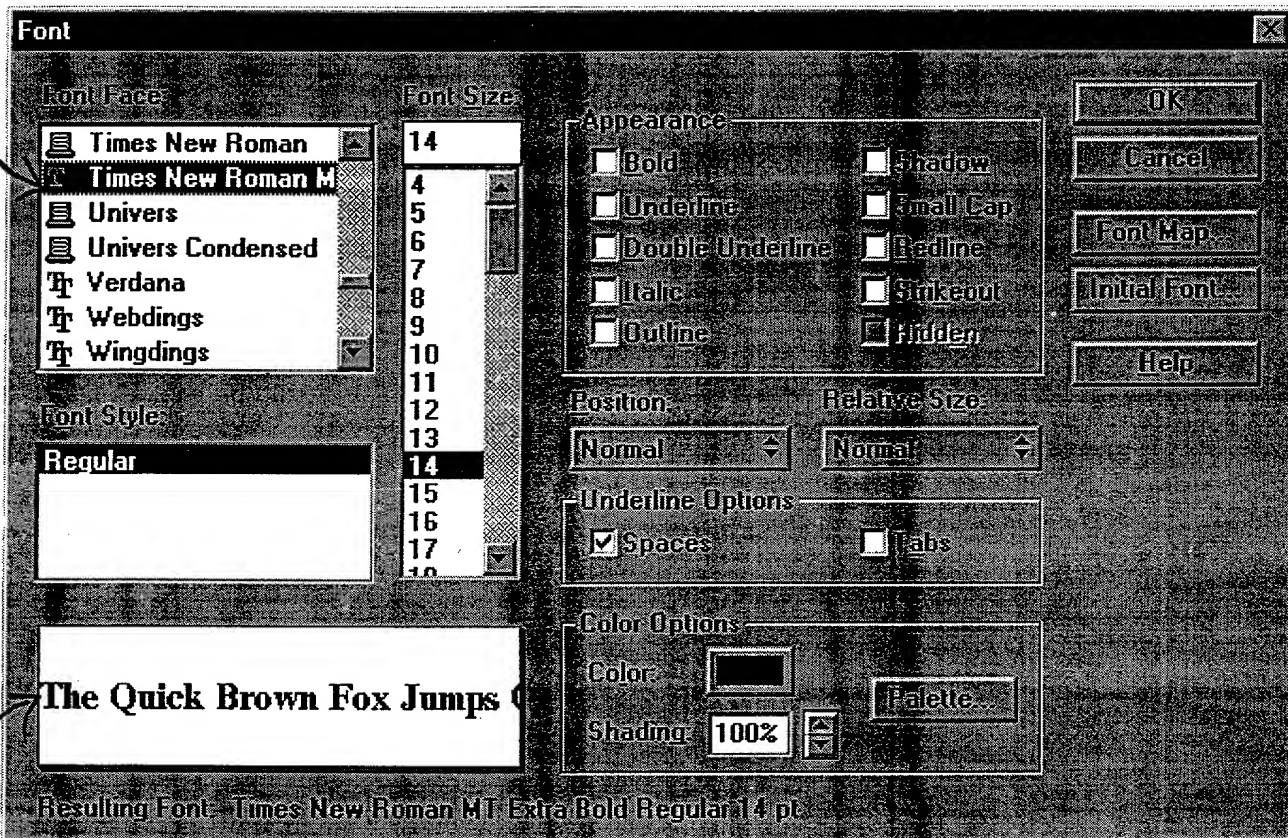 Font
Font Face:
Times New Roman
Times New Roman M
Univers
Univers Condensed
Verdana
Webdings
Wingdings
Font Style:
Regular
The Quick Brown Fox Jumps
Font Size:
14
4
5
6
7
8
9
10
11
12
13
14
15
16
17
Appearance
Bold
Underline
Double Underline
Italic
Outline
Shadow
Small Cap
Redline
Strikeout
Hidden
Position:
Normal
Relative Size:
Normal
Underline Options
Spaces
Tabs
Color Options
Color:
Shading:
100%
Palette...
OK
Cancel
Font Map...
Initial Font...
Help
Resulting Font: Times New Roman MT Extra Bold Regular 14 pt